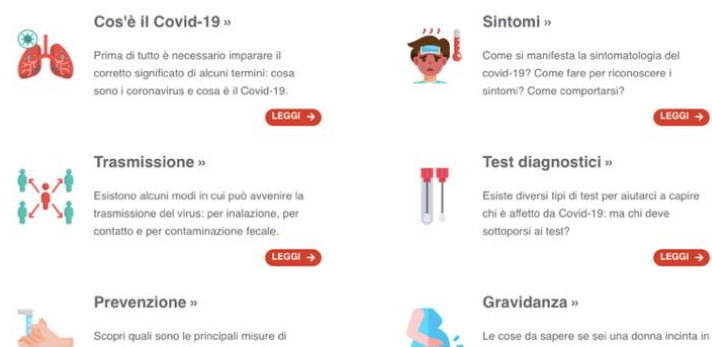 Cos'è il Covid-19 »
Prima di tutto è necessario imparare il
corretto significato di alcuni termini: cosa
sono i coronavirus e cosa è il Covid-19.
LEGGI →
Sintomi »
Come si manifesta la sintomatologia del
covid-19? Come fare per riconoscere i
sintomi? Come comportarsi?
LEGGI →
Trasmissione »
Esistono alcuni modi in cui può avvenire la
trasmissione del virus: per inalazione, per
contatto e per contaminazione fecale.
LEGGI →
Test diagnostici »
Esiste diversi tipi di test per aiutarci a capire
chi è affetto da Covid-19: ma chi deve
sottoporsi ai test?
LEGGI →
Prevenzione »
Scopri quali sono le principali misure di
Gravidanza »
Le cose da sapere se sei una donna incinta in